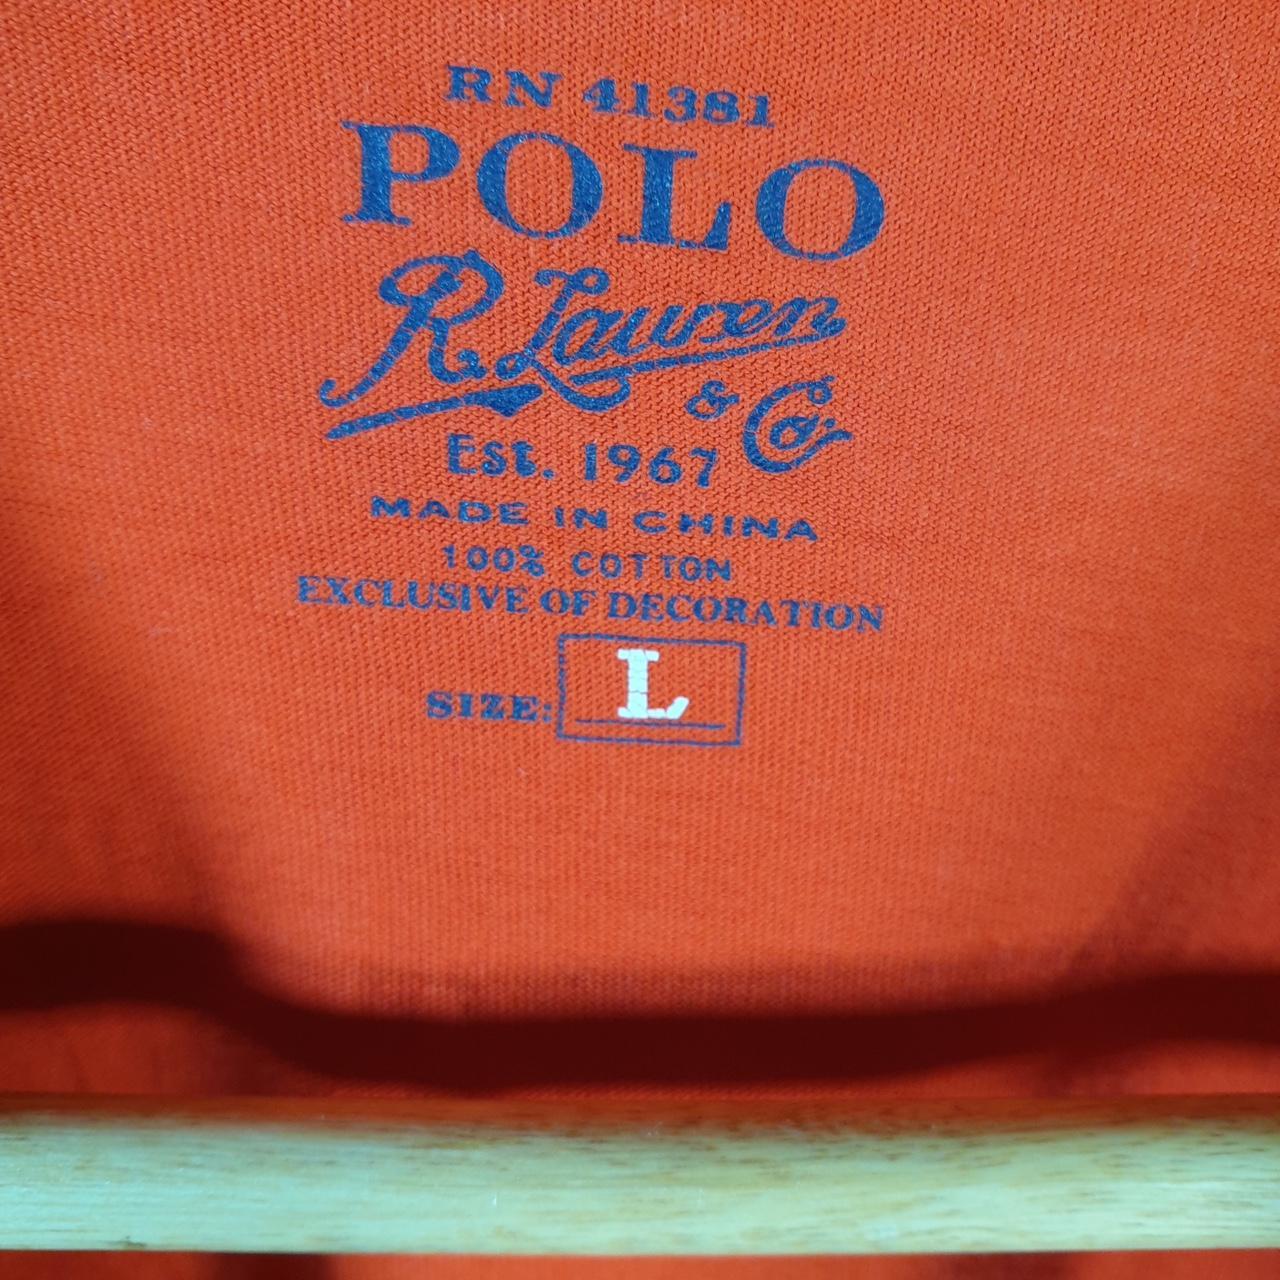 RN 41381
POLO
R. Lauren
& Co.
Est. 1967
MADE IN CHINA
100% COTTON
EXCLUSIVE OF DECORATION
SIZE: L